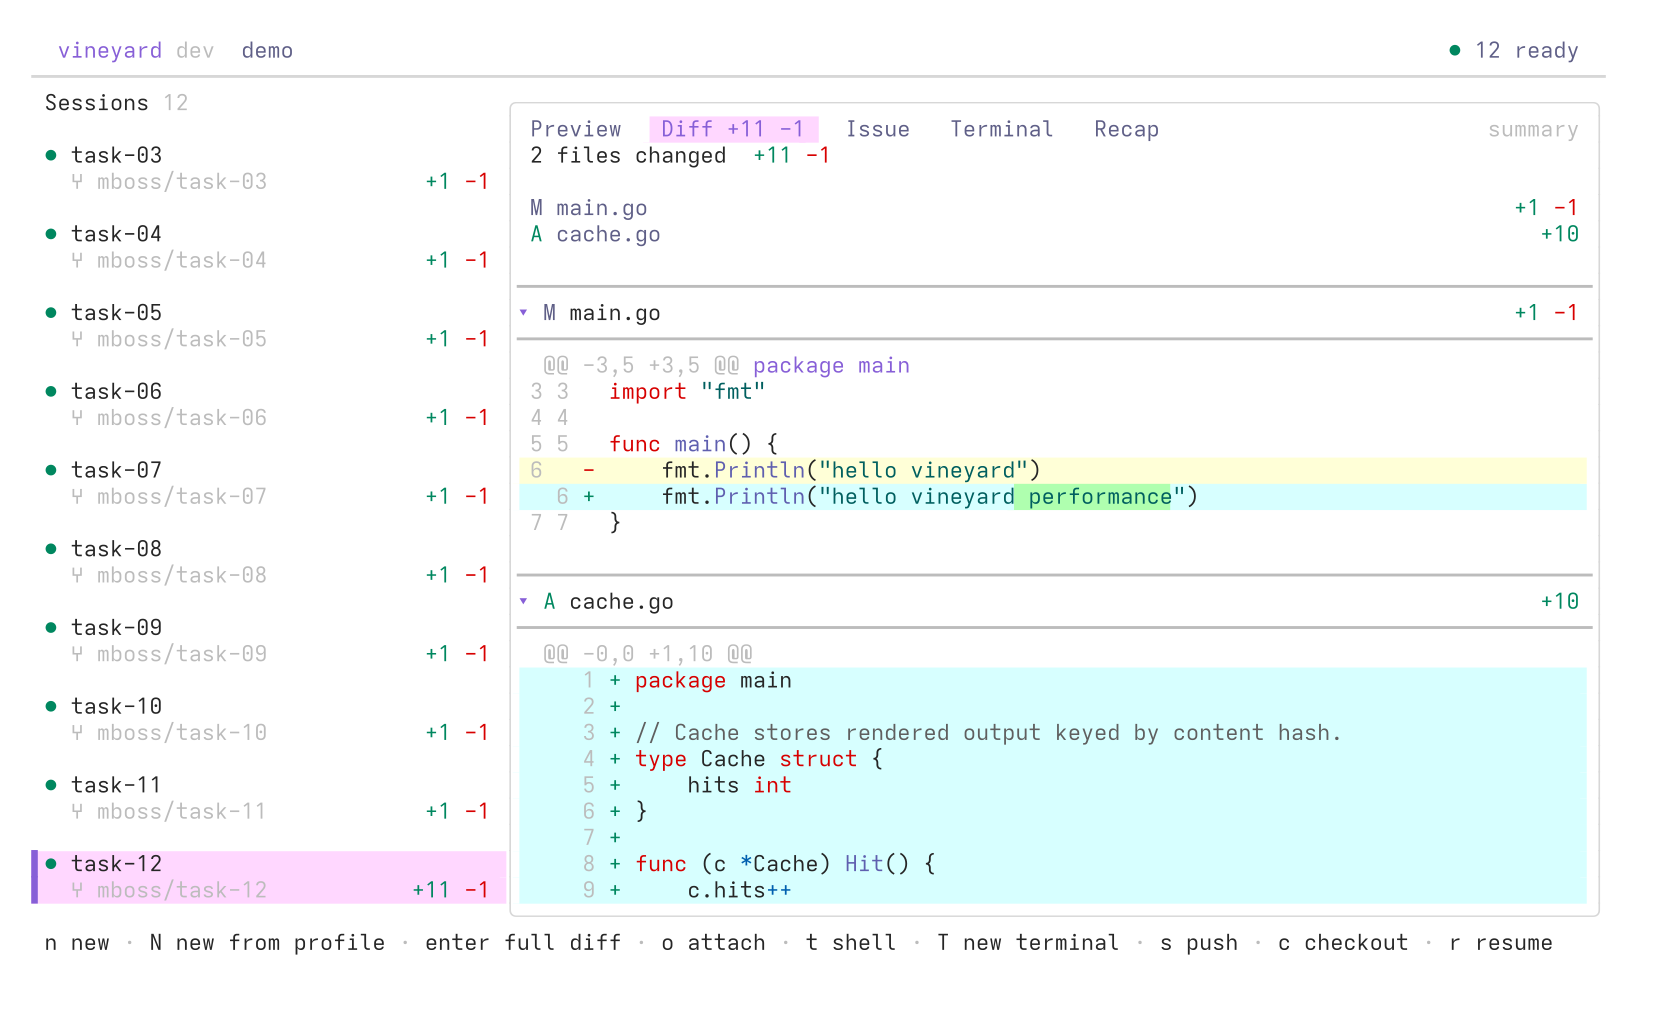 vineyard dev demo ● 12 ready
Sessions 12
● task-03
mboss/task-03 +1 -1
● task-04
mboss/task-04 +1 -1
● task-05
mboss/task-05 +1 -1
● task-06
mboss/task-06 +1 -1
● task-07
mboss/task-07 +1 -1
● task-08
mboss/task-08 +1 -1
● task-09
mboss/task-09 +1 -1
● task-10
mboss/task-10 +1 -1
● task-11
mboss/task-11 +1 -1
● task-12
mboss/task-12 +11 -1
Preview Diff +11 -1 Issue Terminal Recap summary
2 files changed +11 -1
M main.go +1 -1
A cache.go +10
▾ M main.go +1 -1
@@ -3,5 +3,5 @@ package main
3 3 import "fmt"
4 4
5 5 func main() {
6 - fmt.Println("hello vineyard")
6 + fmt.Println("hello vineyard performance")
7 7 }
▾ A cache.go +10
@@ -0,0 +1,10 @@
1 + package main
2 +
3 + // Cache stores rendered output keyed by content hash.
4 + type Cache struct {
5 + hits int
6 + }
7 +
8 + func (c *Cache) Hit() {
9 + c.hits++
n new · N new from profile · enter full diff · o attach · t shell · T new terminal · s push · c checkout · r resume